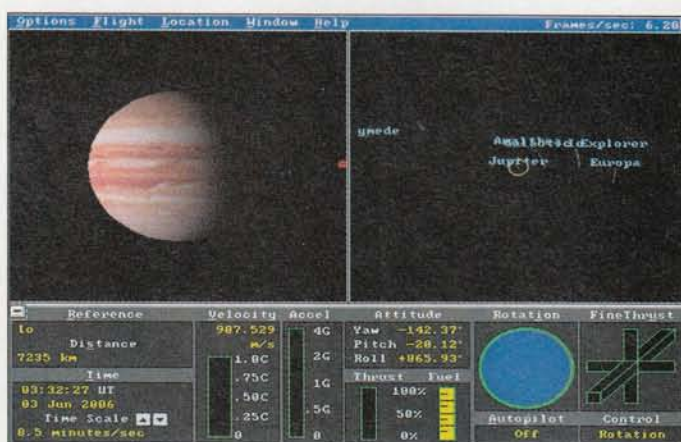 Options Flight Location Window Help Frames/sec: 6.20
ymede
Explorer
Jupiter Europa
Reference
Io
Distance
7235 km
Time
03:32:27 UT
03 Jun 2006
Time Scale
8.5 minutes/sec
Velocity
987.529
m/s
1.0C
.75C
.50C
.25C
0
Accel
4G
2G
1G
.5G
0
Attitude
Yaw -142.37°
Pitch -20.12°
Roll +065.93°
Thrust Fuel
100%
50%
0%
Rotation
Autopilot
Off
FineThrust
Control
Rotation